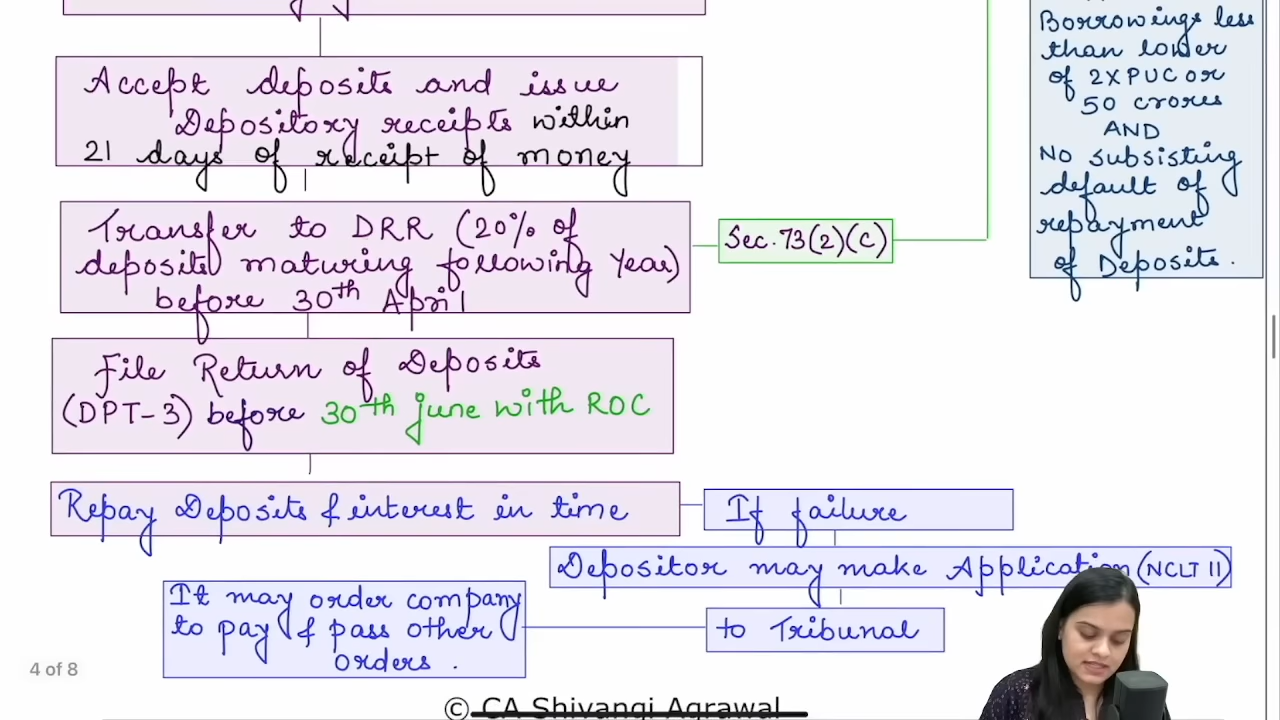 Accept deposits and issue
Depository receipts within
21 days of receipt of money
Transfer to DRR (20% of
deposits maturing following year)
before 30th April
Sec. 73(2)(C)
File Return of Deposits
(DPT-3) before 30th june with ROC
Repay Deposits & interest in time
If failure
Depositor may make Application (NCLT 11)
to Tribunal
It may order company
to pay & pass other
orders.
Borrowings less
than lower
of 2XPUC or
50 crores
AND
No subsisting
default of
repayment
of Deposits.
4 of 8
© CA Shivangi Agrawal